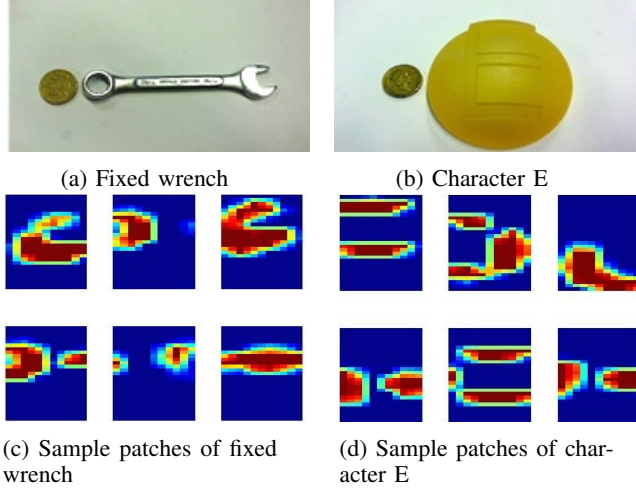 (a) Fixed wrench
(b) Character E
(c) Sample patches of fixed
wrench
(d) Sample patches of char-
acter E